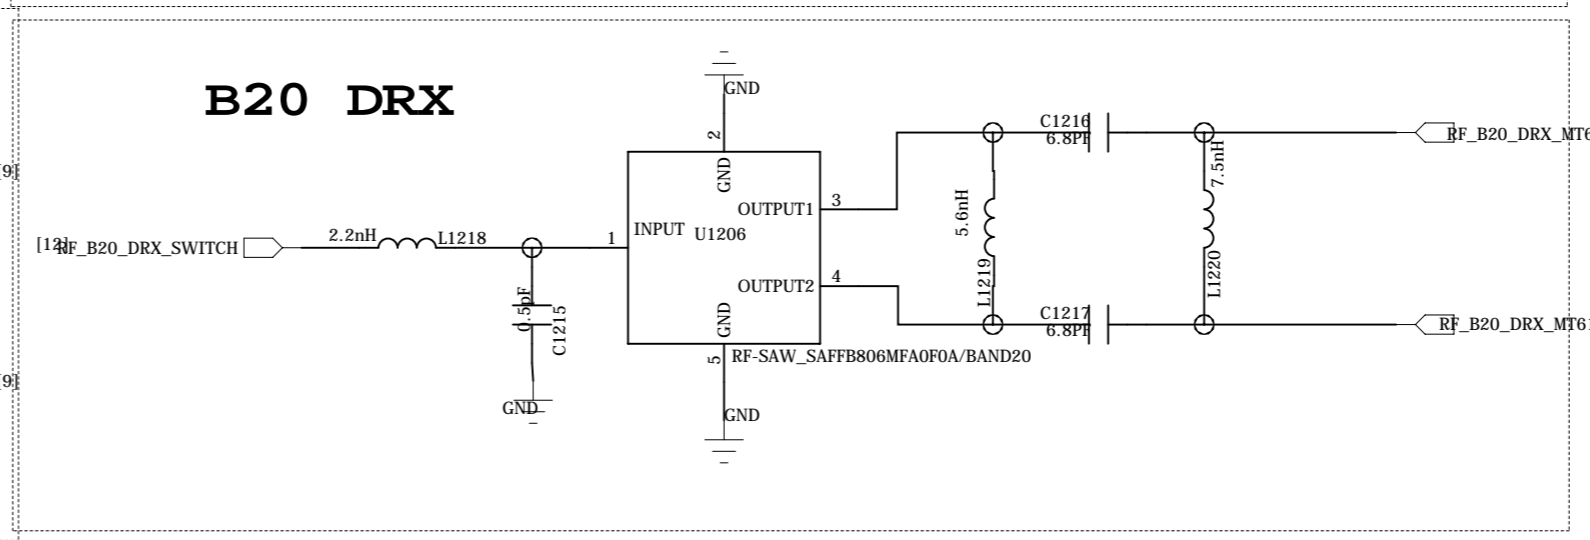 B20 DRX
GND
2
GND
C1216
6.8PF
RF_B20_DRX_MT6
9]
7.5nH
OUTPUT1
3
5.6nH
INPUT
U1206
[12]
RF_B20_DRX_SWITCH
2.2nH
L1218
1
OUTPUT2
4
L1219
L1220
0.5pF
C1215
GND
C1217
6.8PF
RF_B20_DRX_MT61
5
RF-SAW_SAFFB806MFA0F0A/BAND20
9]
GND
GND